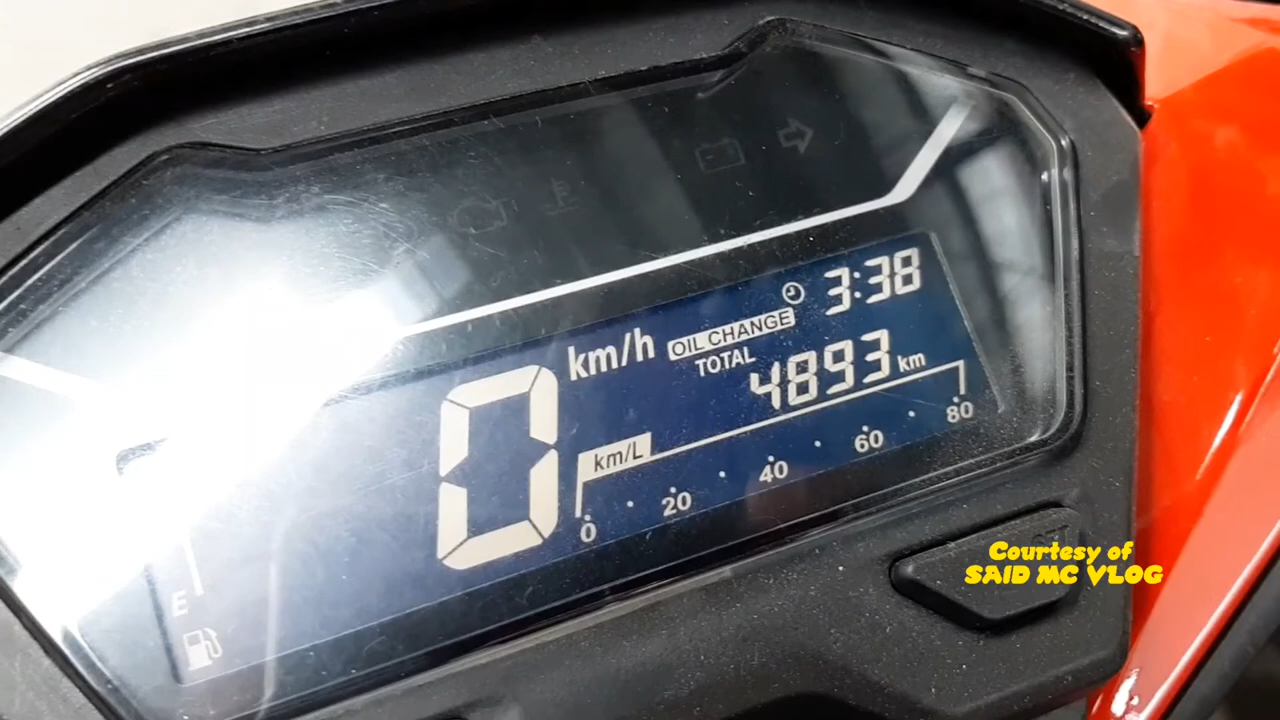 3:38
km/h OIL CHANGE
TOTAL 4893 km
0
km/L
0 20 40 60 80
E
Courtesy of
SAID MC VLOG